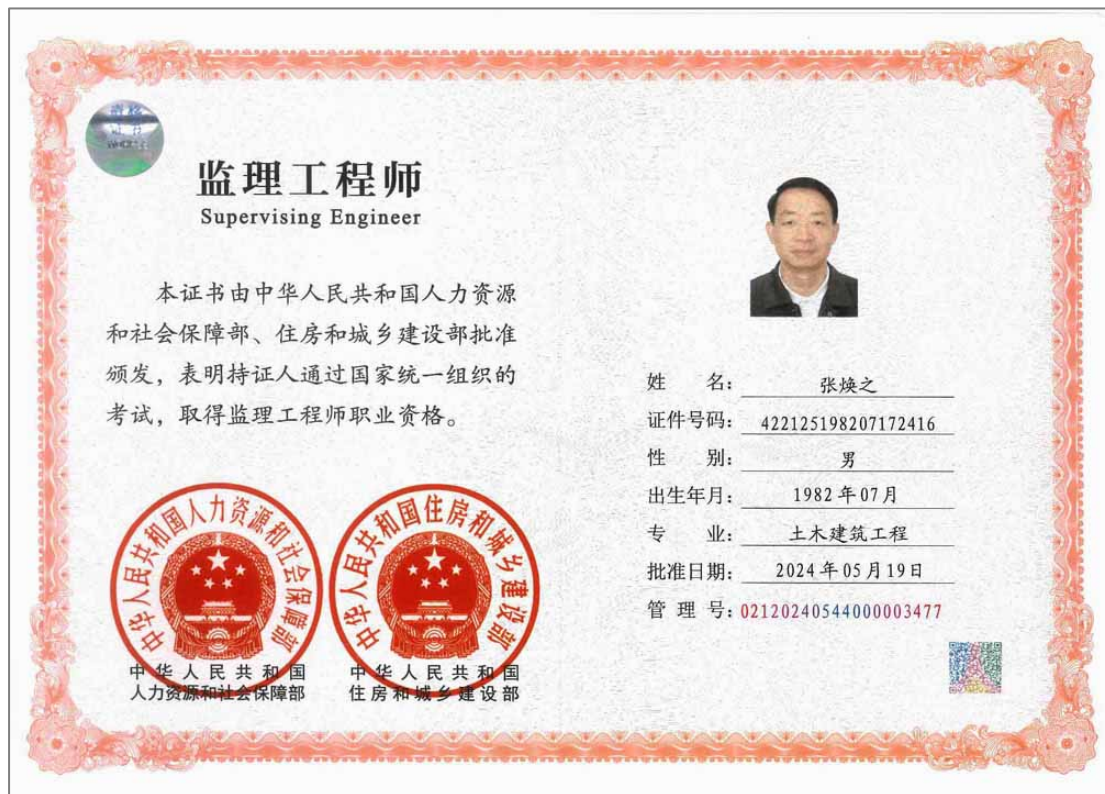 监理工程师
Supervising Engineer
本证书由中华人民共和国人力资源
和社会保障部、住房和城乡建设部批准
颁发，表明持证人通过国家统一组织的
考试，取得监理工程师职业资格。
中华人民共和国人力资源和社会保障部
中华人民共和国住房和城乡建设部
中华人民共和国
人力资源和社会保障部
中华人民共和国
住房和城乡建设部
姓名：张焕之
证件号码：422125198207172416
性别：男
出生年月：1982年07月
专业：土木建筑工程
批准日期：2024年05月19日
管理号：02120240544000003477